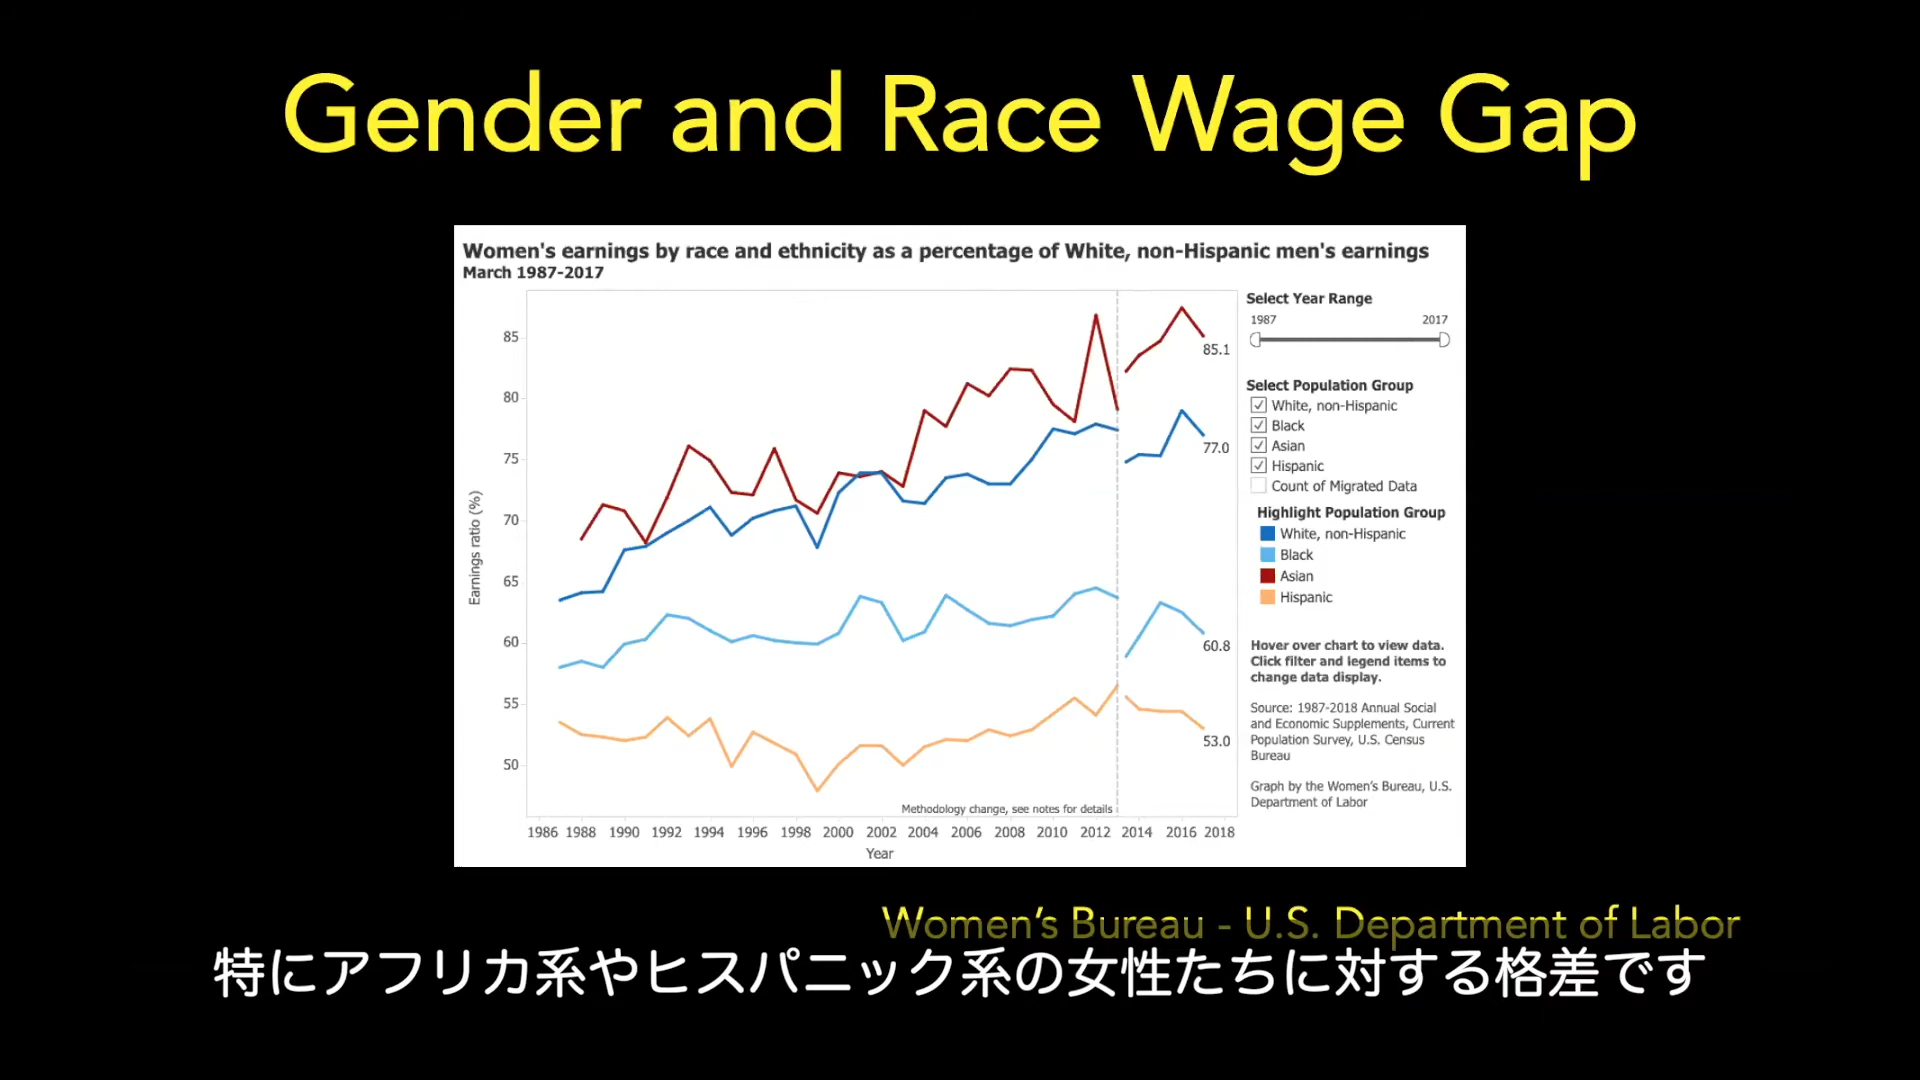 Gender and Race Wage Gap
Women's earnings by race and ethnicity as a percentage of White, non-Hispanic men's earnings
March 1987-2017
Earnings ratio (%)
85
80
75
70
65
60
55
50
85.1
77.0
60.8
53.0
Methodology change, see notes for details
1986 1988 1990 1992 1994 1996 1998 2000 2002 2004 2006 2008 2010 2012 2014 2016 2018
Year
Select Year Range
1987 2017
Select Population Group
White, non-Hispanic
Black
Asian
Hispanic
Count of Migrated Data
Highlight Population Group
White, non-Hispanic
Black
Asian
Hispanic
Hover over chart to view data.
Click filter and legend items to
change data display.
Source: 1987-2018 Annual Social
and Economic Supplements, Current
Population Survey, U.S. Census
Bureau
Graph by the Women's Bureau, U.S.
Department of Labor
Women's Bureau - U.S. Department of Labor
特にアフリカ系やヒスパニック系の女性たちに対する格差です